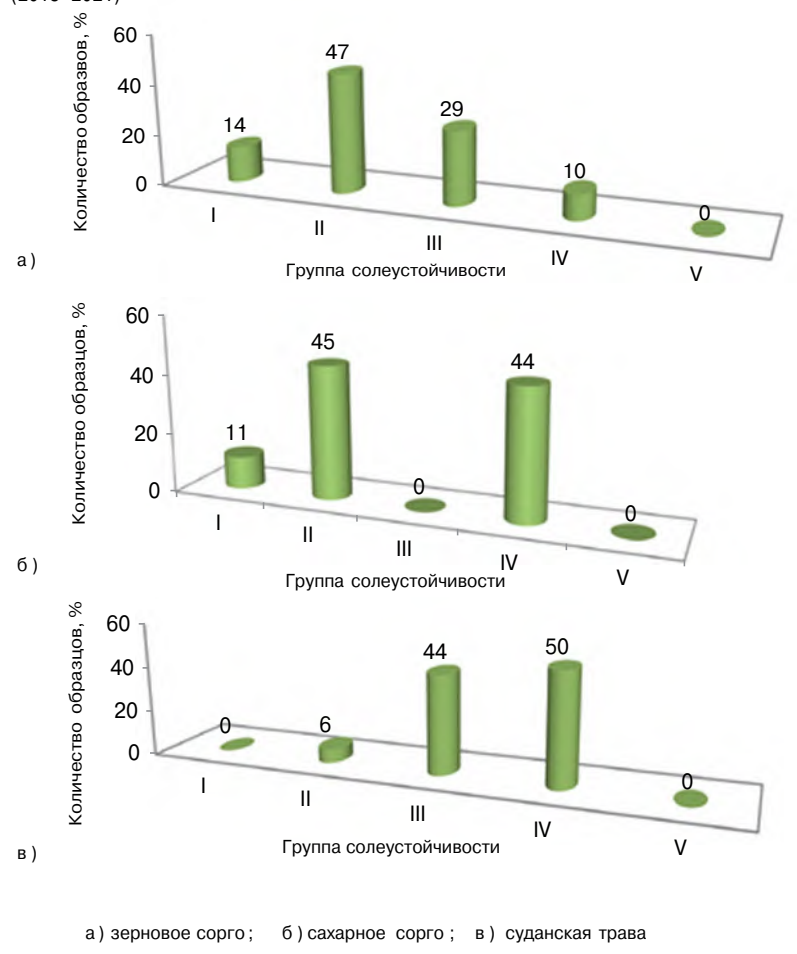 60
40
20
0
Количество образвов, %
14
47
29
10
0
I
II
III
IV
V
а)
Группа солеустойчивости
60
40
20
0
Количество образцов, %
11
45
0
44
0
I
II
III
IV
V
б)
Группа солеустойчивости
60
40
20
0
Количество образцов, %
0
6
44
50
0
I
II
III
IV
V
в)
Группа солеустойчивости
а) зерновое сорго; б) сахарное сорго; в) суданская трава